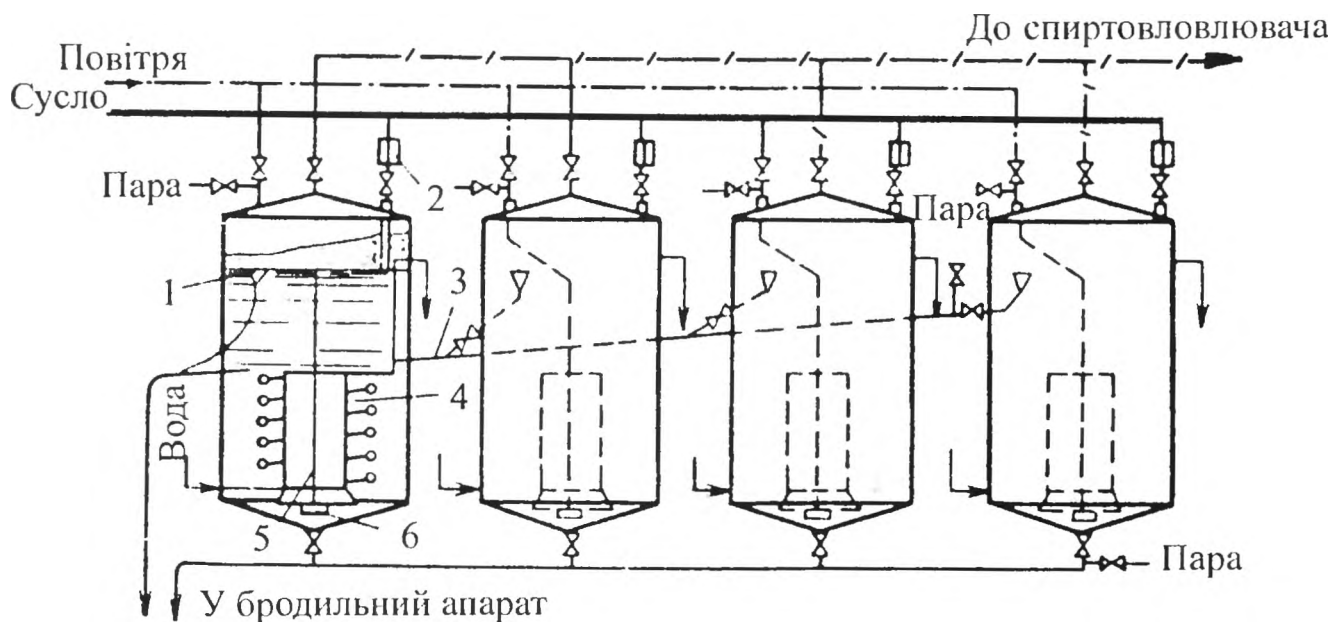 До спиртовловлювача
Повітря
Сусло
Пара
2
Пара
1
3
Вода
4
5
6
Пара
У бродильний апарат